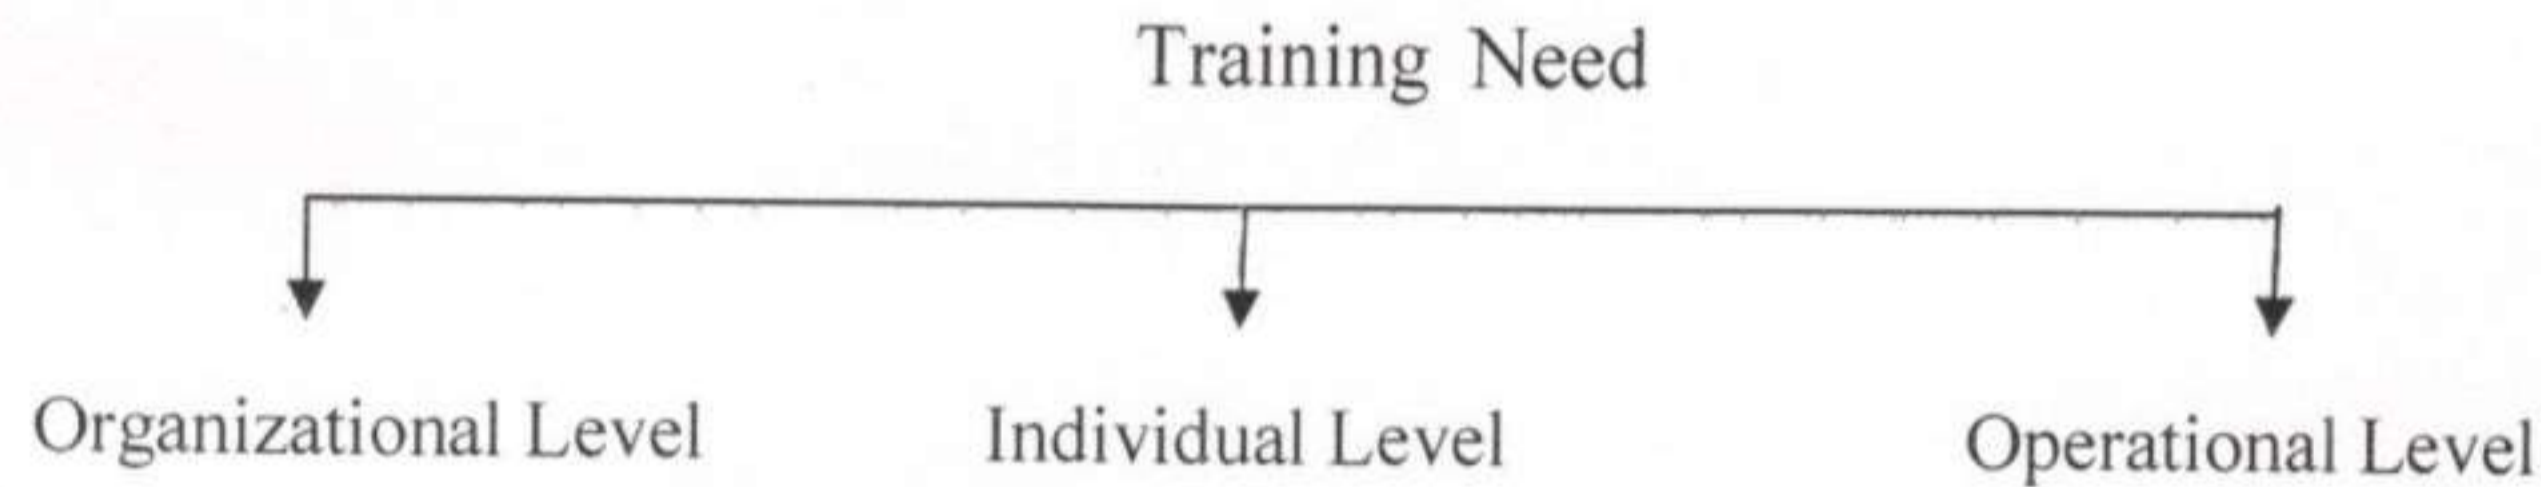 Training Need
Organizational Level
Individual Level
Operational Level